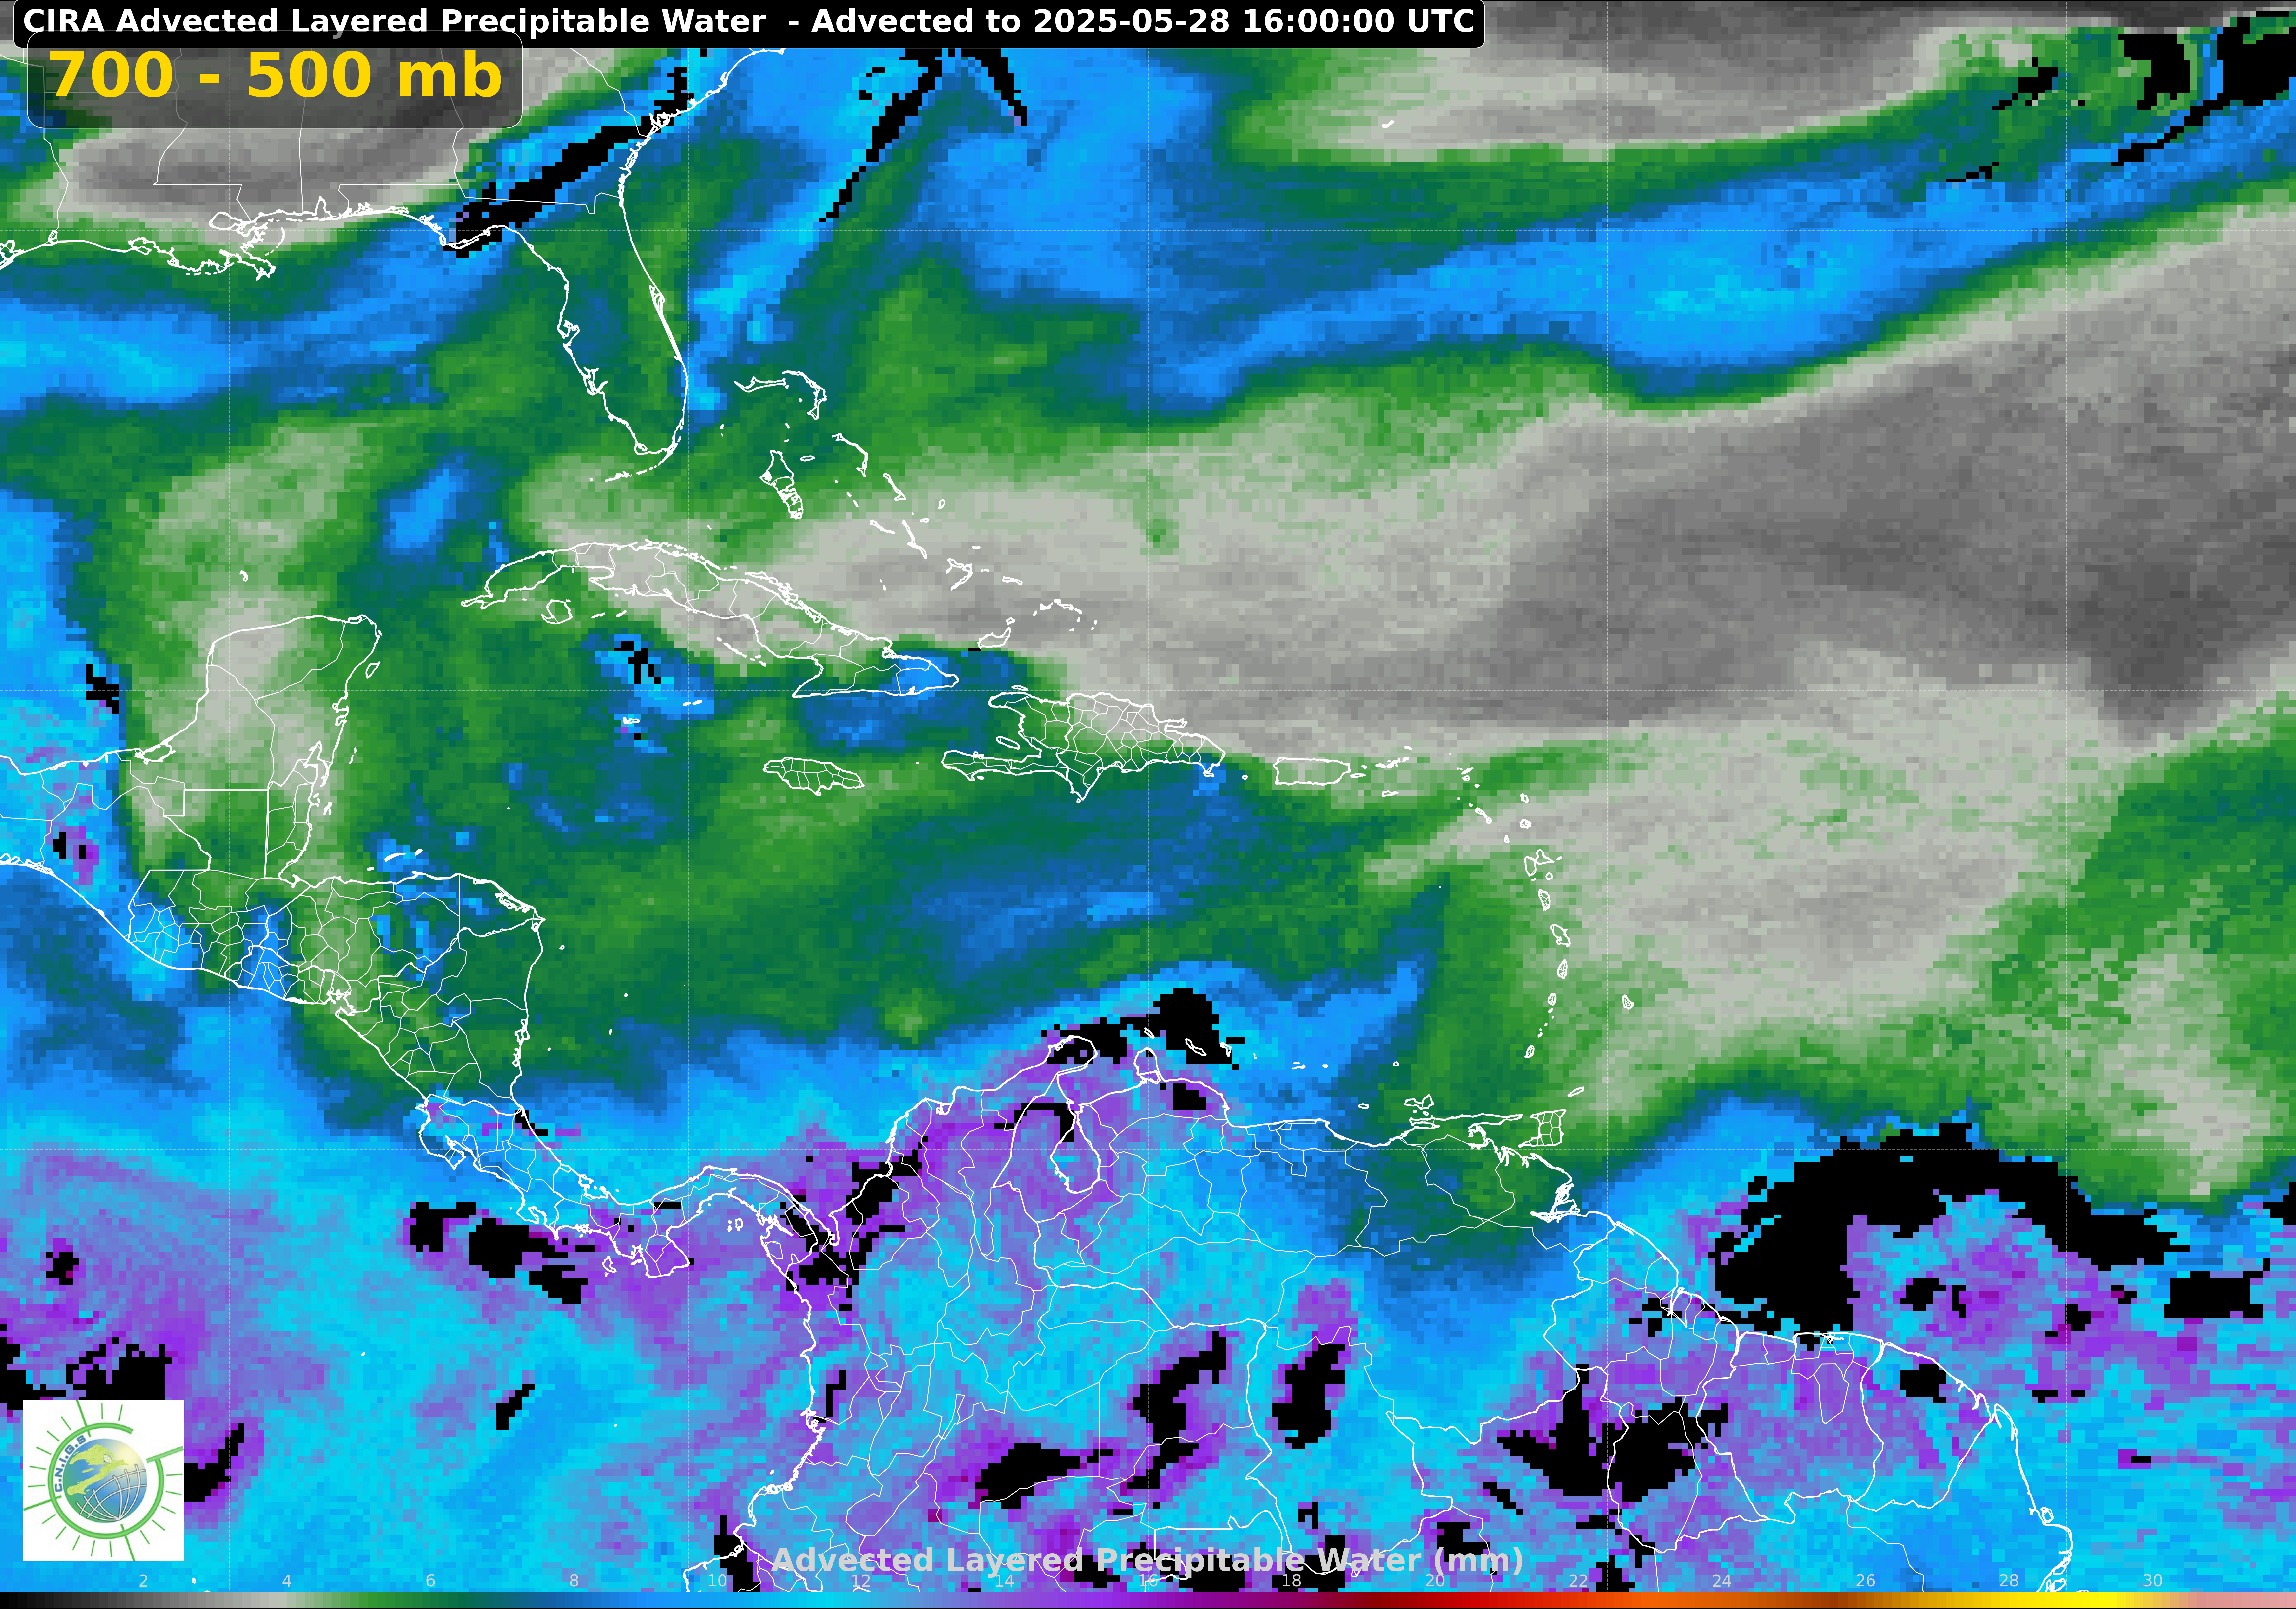 CIRA Advected Layered Precipitable Water - Advected to 2025-05-28 16:00:00 UTC
700 - 500 mb
C.N.I.G.S
Advected Layered Precipitable Water (mm)
2 4 6 8 10 12 14 16 18 20 22 24 26 28 30